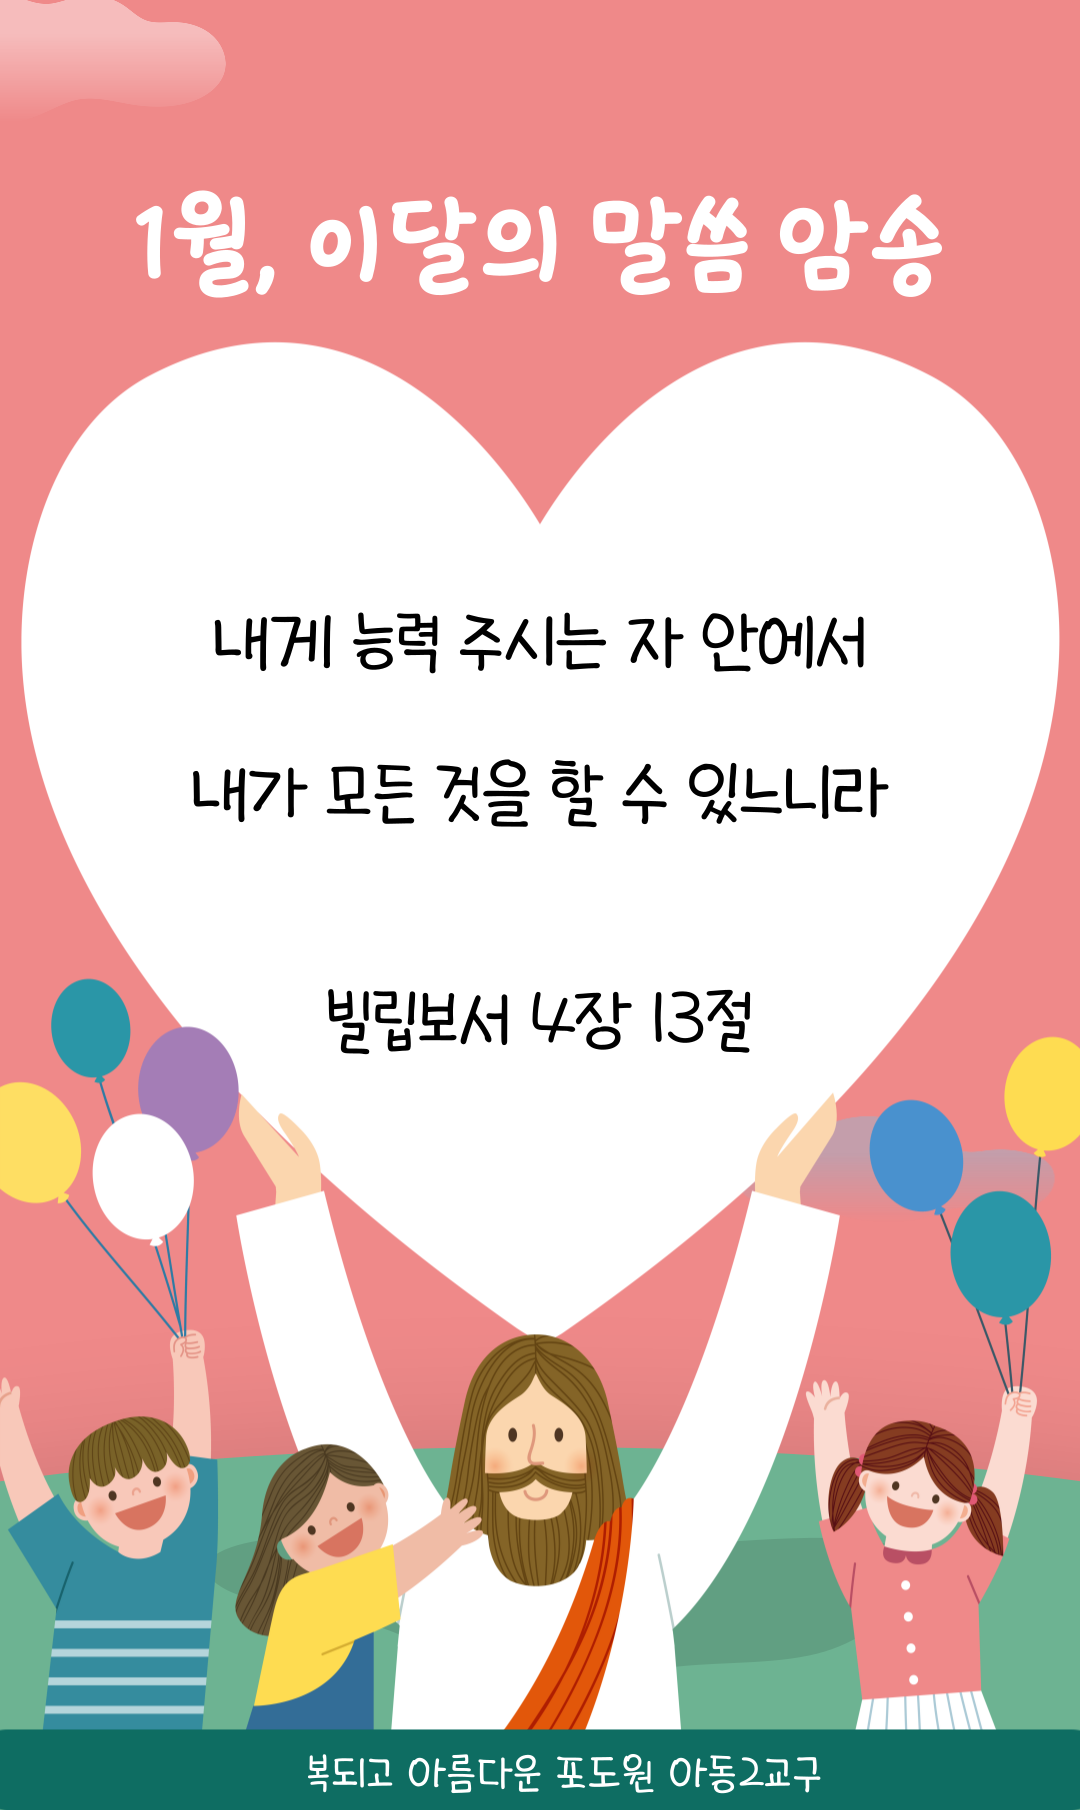 1월, 이달의 말씀 암송
내게 능력 주시는 자 안에서
내가 모든 것을 할 수 있느니라
빌립보서 4장 13절
복되고 아름다운 포도원 아동2교구